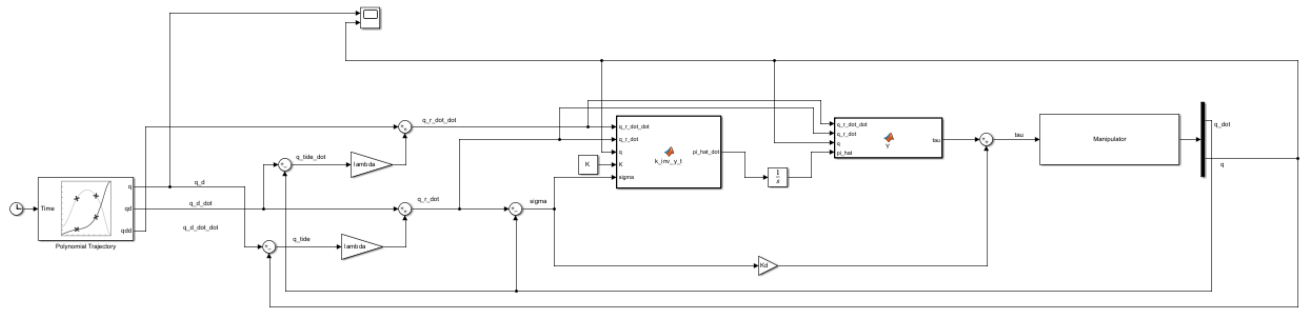 q_r_dot_dot
q_r_dot_dot
q_r_dot
q
K
sigma
pi_hat_dot
k_inv_y_t
K
q_r_dot_dot
q_r_dot
q
pi_hat
tau
Y
tau
Manipulator
q_dot
q
q_tide_dot
lambda
1
s
Time
q
qd
qdd
Polynomial Trajectory
q_d
q_d_dot
q_d_dot_dot
q_r_dot
sigma
q_tide
lambda
Kd